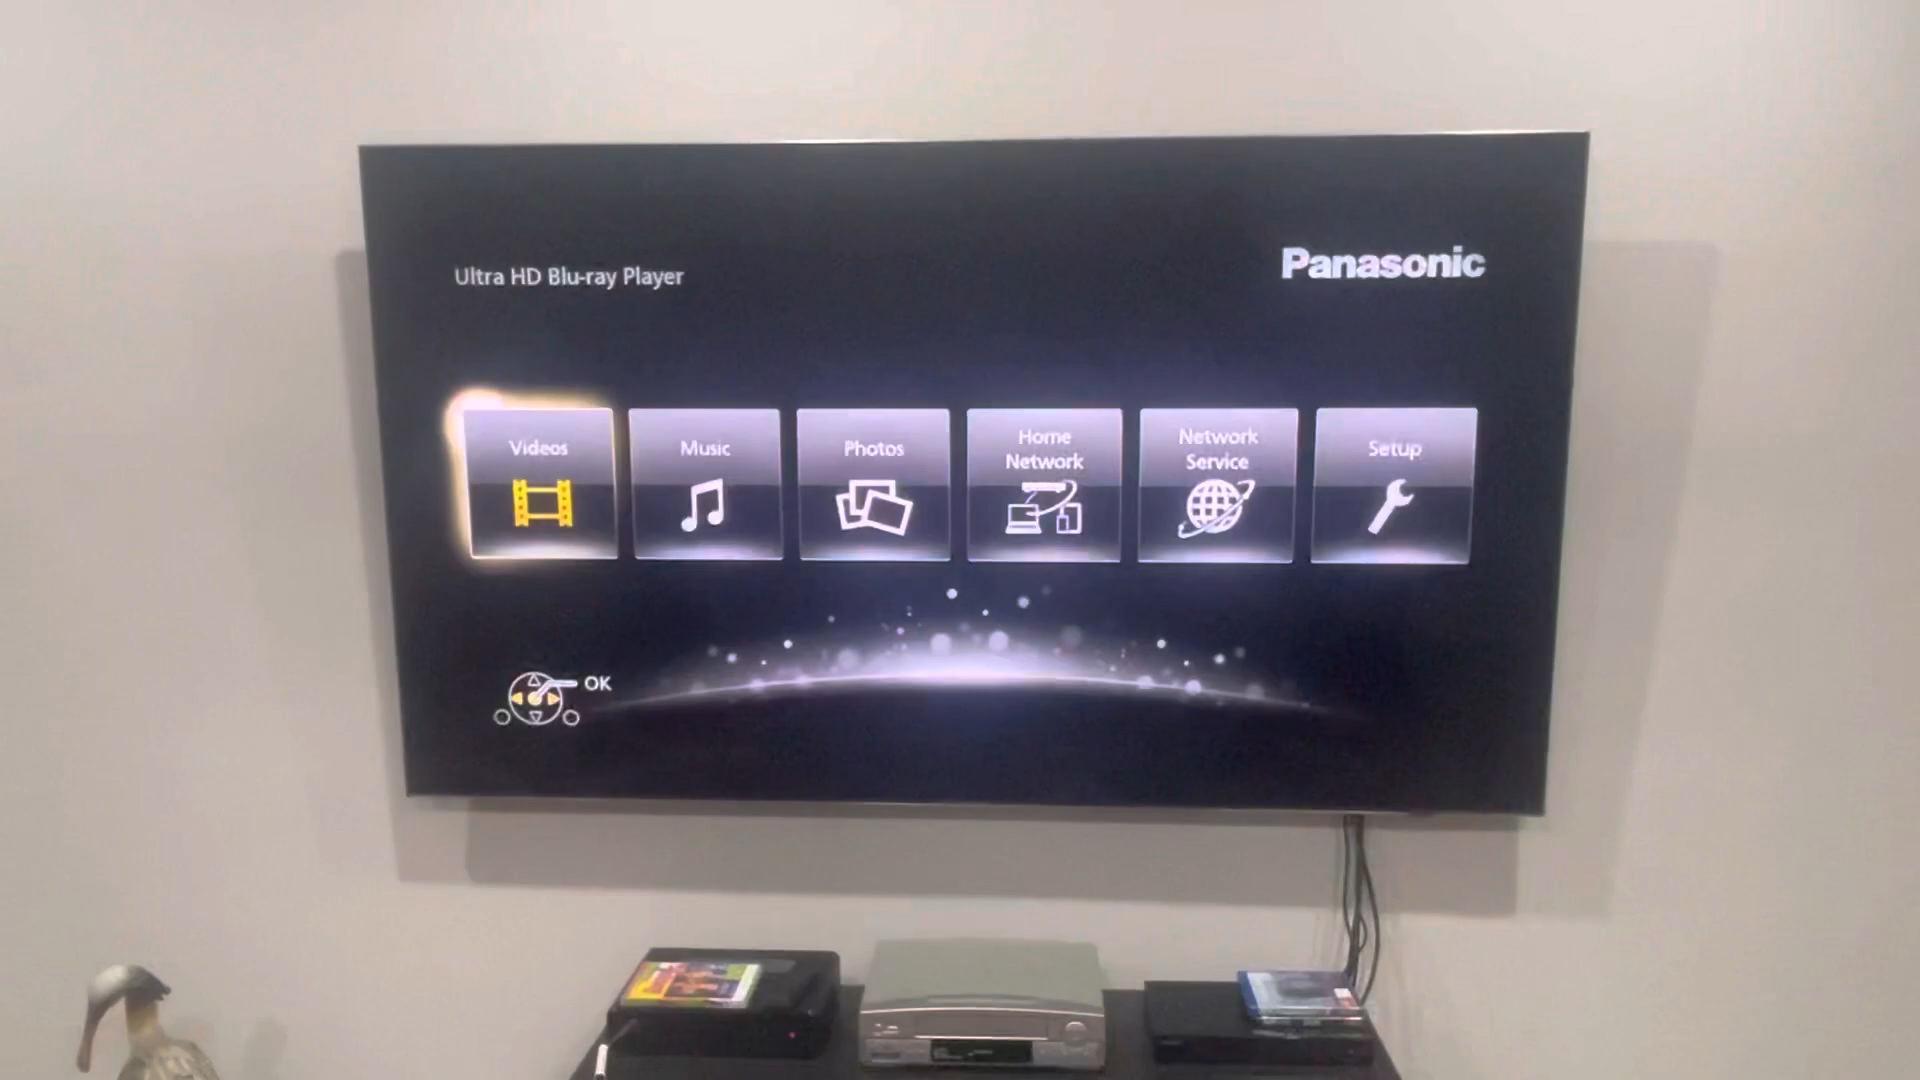 Ultra HD Blu-ray Player
Panasonic
Videos
Music
Photos
Home
Network
Network
Service
Setup
OK